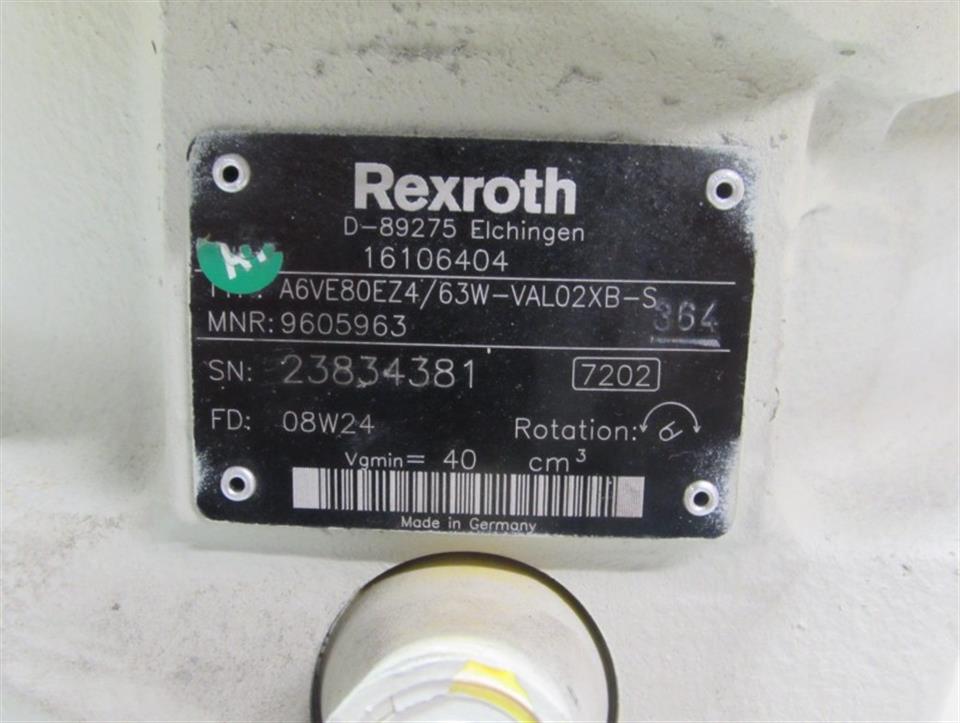 Rexroth
D-89275 Elchingen
16106404
A6VE80EZ4/63W-VAL02XB-S
364
MNR: 9605963
SN: 23834381 7202
FD: 08W24 Rotation:
Vgmin= 40 cm³
Made in Germany